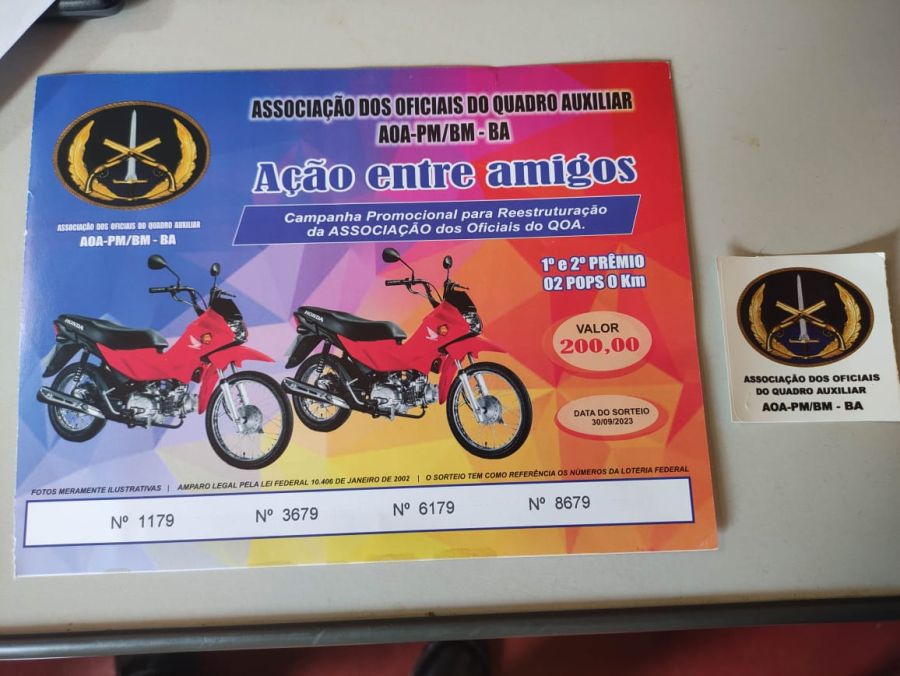 ASSOCIAÇÃO DOS OFICIAIS DO QUADRO AUXILIAR
AOA-PM/BM - BA
Ação entre amigos
Campanha Promocional para Reestruturação
da ASSOCIAÇÃO dos Oficiais do QOA.
ASSOCIAÇÃO DOS OFICIAIS DO QUADRO AUXILIAR
AOA-PM/BM - BA
1º e 2º PRÊMIO
02 POPS 0 Km
VALOR
200,00
DATA DO SORTEIO
30/09/2023
HONDA
HONDA
FOTOS MERAMENTE ILUSTRATIVAS | AMPARO LEGAL PELA LEI FEDERAL 10.406 DE JANEIRO DE 2002 | O SORTEIO TEM COMO REFERÊNCIA OS NÚMEROS DA LOTERIA FEDERAL
Nº 1179 Nº 3679 Nº 6179 Nº 8679
ASSOCIAÇÃO DOS OFICIAIS
DO QUADRO AUXILIAR
AOA-PM/BM - BA